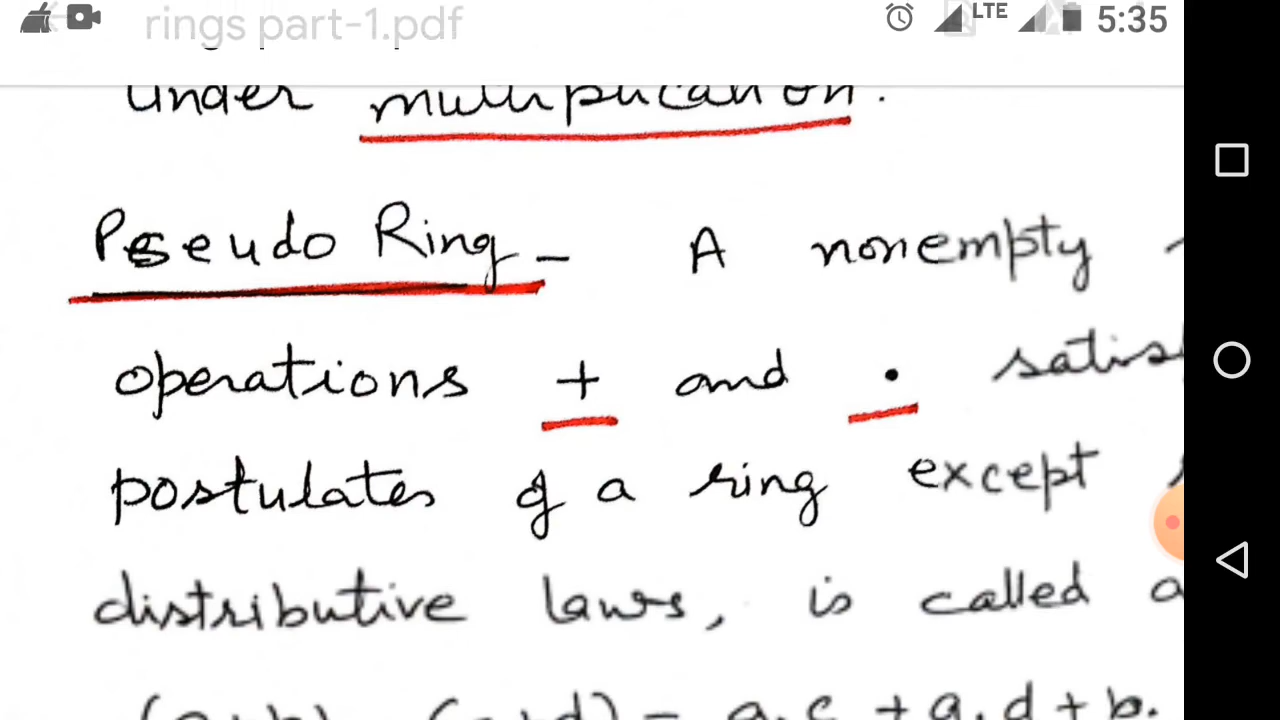 rings part-1.pdf
LTE 5:35
Under multiplication.
Pseudo Ring - A nonempty
operations + and • satisf
postulates of a ring except
distributive laws, is called a
(a+b) (c+d) = a.c + a.d + b.